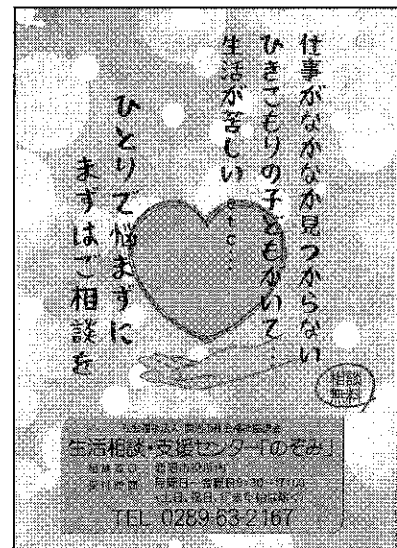 仕事がなかなか見つからない
ひきこもりの子どもがいて…
生活が苦しい etc…
ひとりで悩まずに
まずはご相談を
相談
無料
生活相談・支援センター「のぞみ」
TEL 0289-63-2167